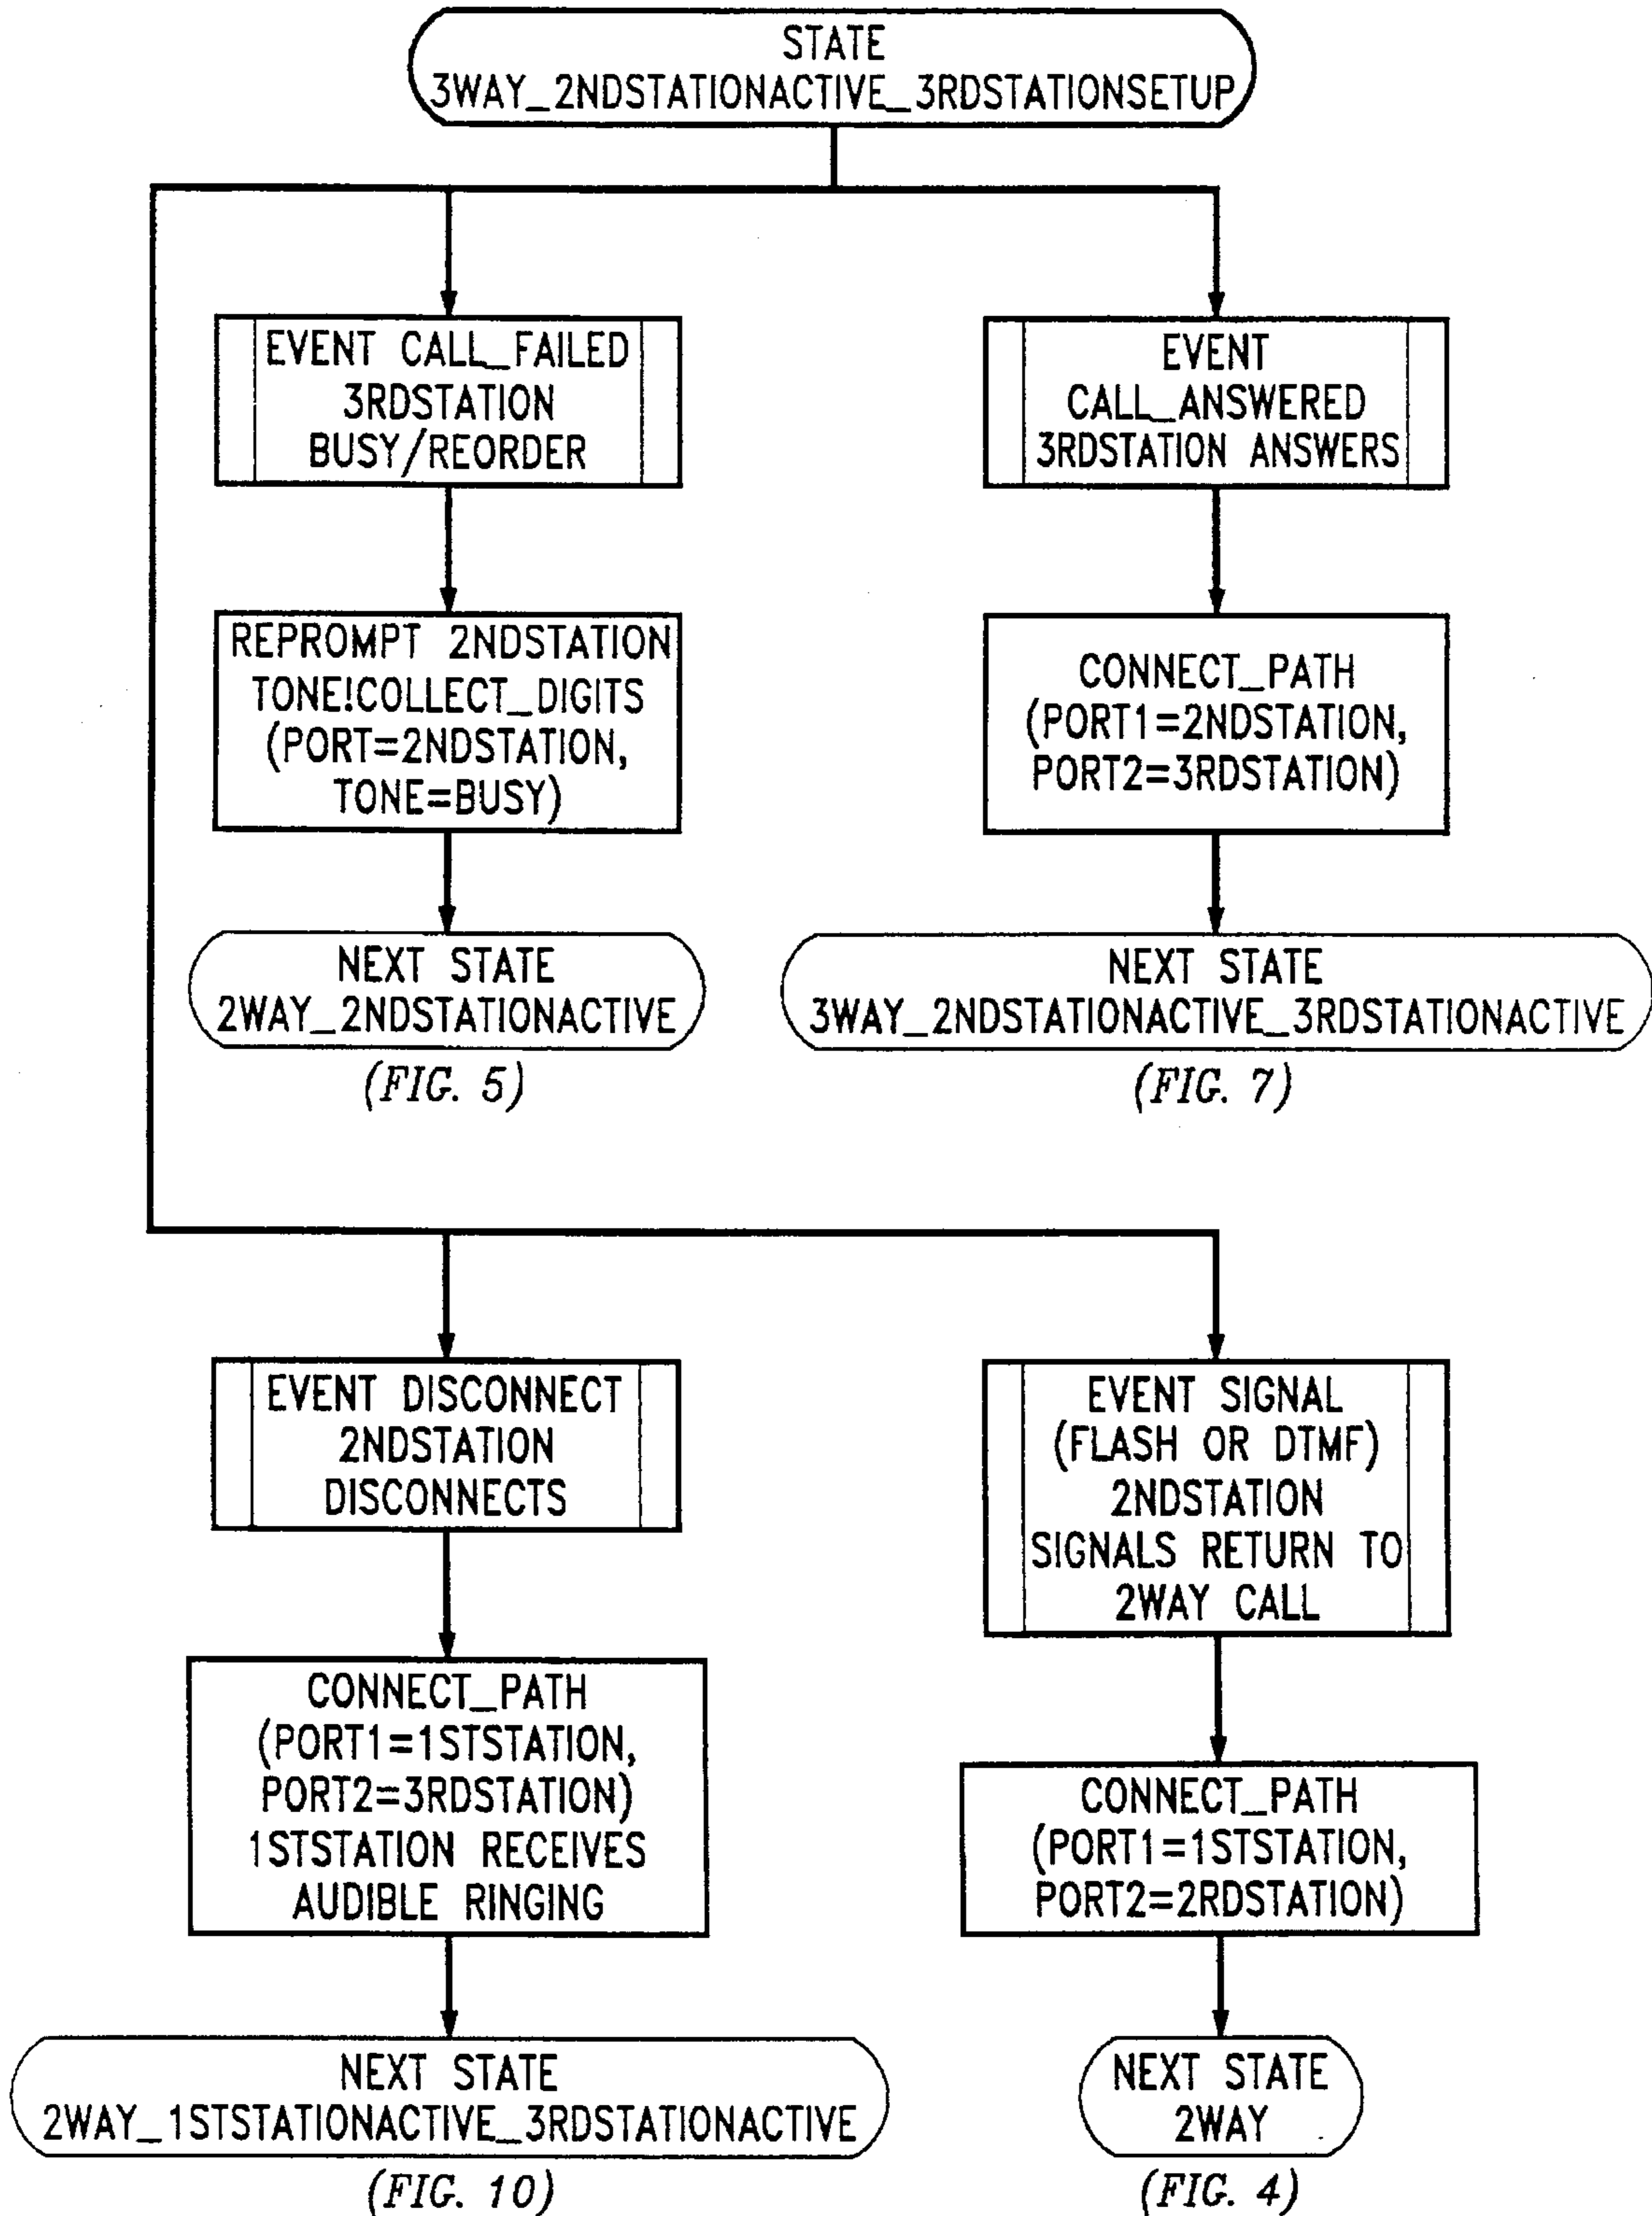 STATE
3WAY_2NDSTATIONACTIVE_3RDSTATIONSETUP
EVENT CALL_FAILED
3RDSTATION
BUSY/REORDER
REPROMPT 2NDSTATION
TONE!COLLECT_DIGITS
(PORT=2NDSTATION,
TONE=BUSY)
NEXT STATE
2WAY_2NDSTATIONACTIVE
(FIG. 5)
EVENT
CALL_ANSWERED
3RDSTATION ANSWERS
CONNECT_PATH
(PORT1=2NDSTATION,
PORT2=3RDSTATION)
NEXT STATE
3WAY_2NDSTATIONACTIVE_3RDSTATIONACTIVE
(FIG. 7)
EVENT DISCONNECT
2NDSTATION
DISCONNECTS
CONNECT_PATH
(PORT1=1STSTATION,
PORT2=3RDSTATION)
1STSTATION RECEIVES
AUDIBLE RINGING
NEXT STATE
2WAY_1STSTATIONACTIVE_3RDSTATIONACTIVE
(FIG. 10)
EVENT SIGNAL
(FLASH OR DTMF)
2NDSTATION
SIGNALS RETURN TO
2WAY CALL
CONNECT_PATH
(PORT1=1STSTATION,
PORT2=2RDSTATION)
NEXT STATE
2WAY
(FIG. 4)